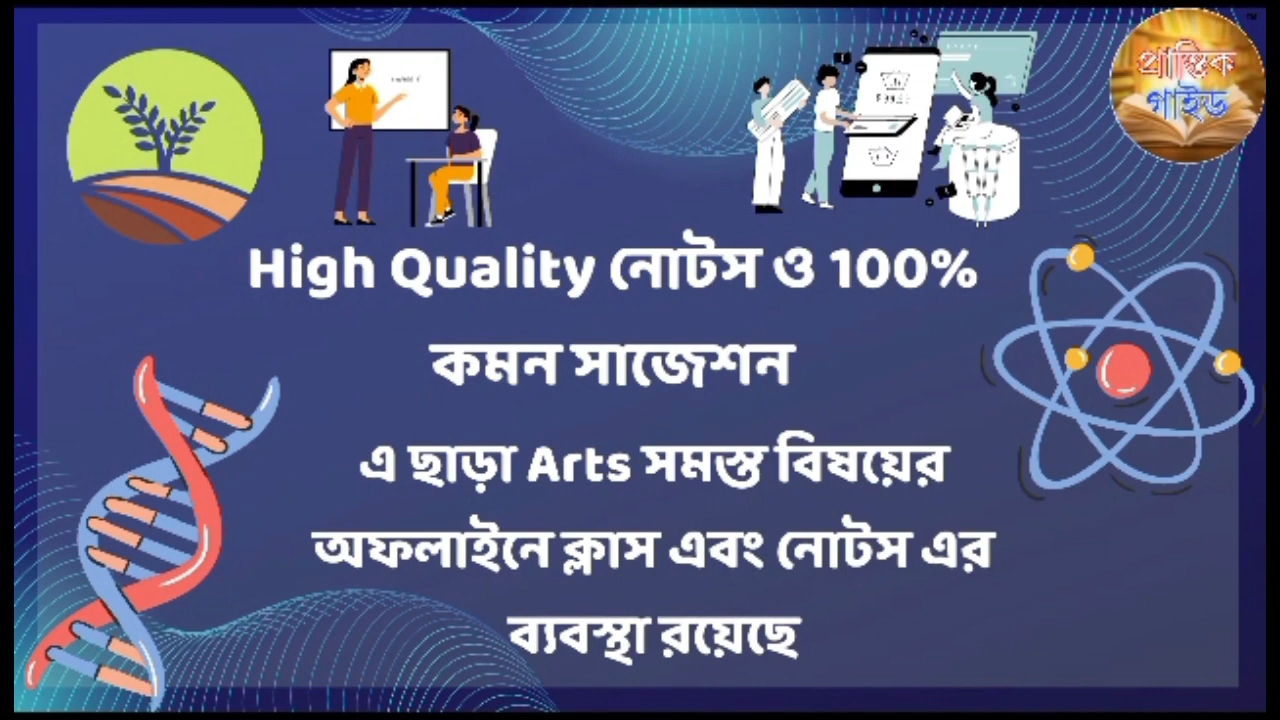 প্রান্তিক
গাইড
High Quality নোটস ও 100%
কমন সাজেশন
এ ছাড়া Arts সমস্ত বিষয়ের
অফলাইনে ক্লাস এবং নোটস এর
ব্যবস্থা রয়েছে